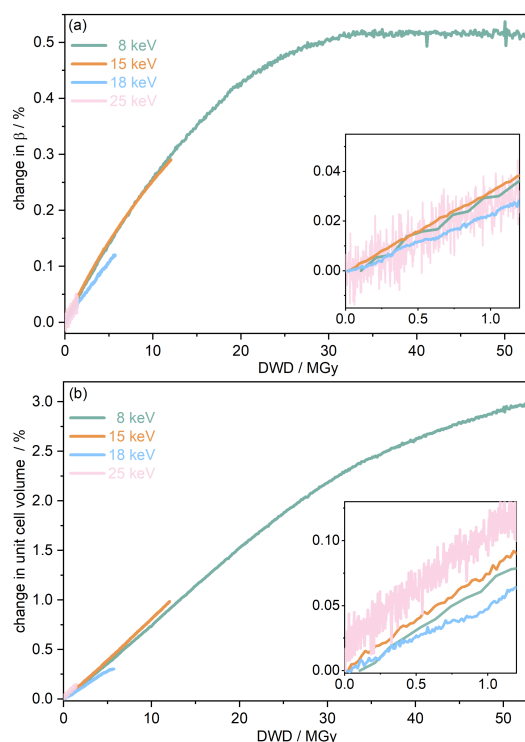 (a)
8 keV
15 keV
18 keV
25 keV
change in β / %
0.5
0.4
0.3
0.2
0.1
0.0
0.04
0.02
0.00
0.0 0.5 1.0
0 10 20 30 40 50
DWD / MGy
(b)
8 keV
15 keV
18 keV
25 keV
change in unit cell volume / %
3.0
2.5
2.0
1.5
1.0
0.5
0.0
0.10
0.05
0.00
0.0 0.5 1.0
0 10 20 30 40 50
DWD / MGy